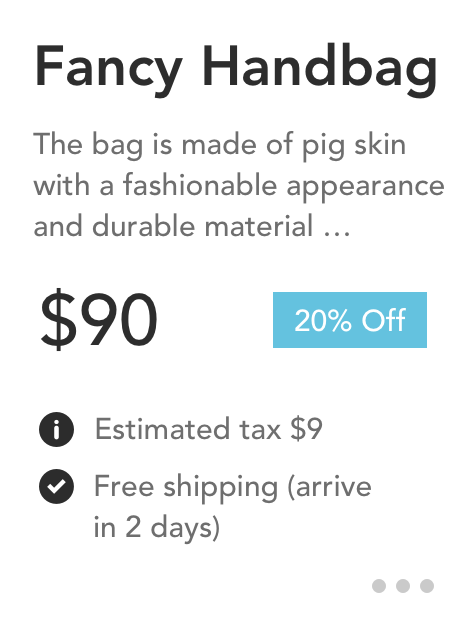 Fancy Handbag
The bag is made of pig skin
with a fashionable appearance
and durable material …
$90
20% Off
Estimated tax $9
Free shipping (arrive
in 2 days)